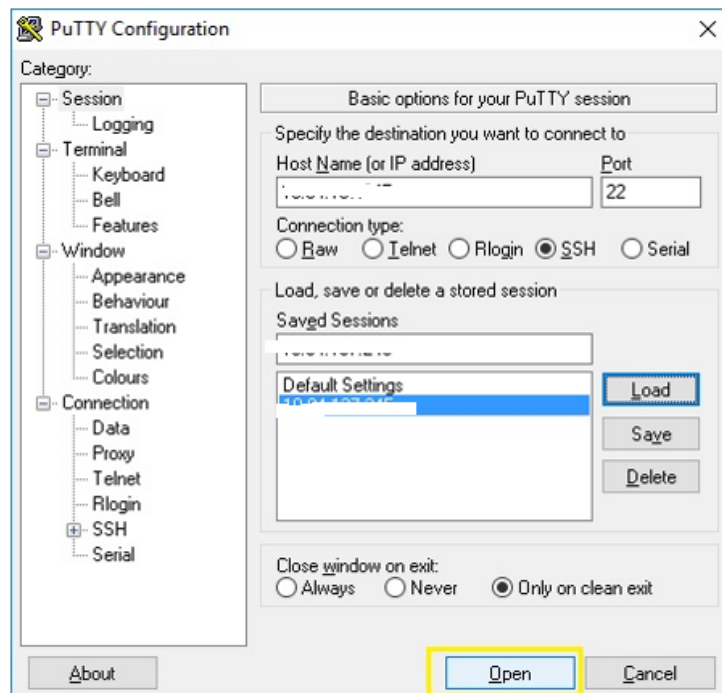 PuTTY Configuration
Category:
Session
Logging
Terminal
Keyboard
Bell
Features
Window
Appearance
Behaviour
Translation
Selection
Colours
Connection
Data
Proxy
Telnet
Rlogin
SSH
Serial
Basic options for your PuTTY session
Specify the destination you want to connect to
Host Name (or IP address) Port
22
Connection type:
Raw Telnet Rlogin SSH Serial
Load, save or delete a stored session
Saved Sessions
Default Settings
Load
Save
Delete
Close window on exit:
Always Never Only on clean exit
About Open Cancel